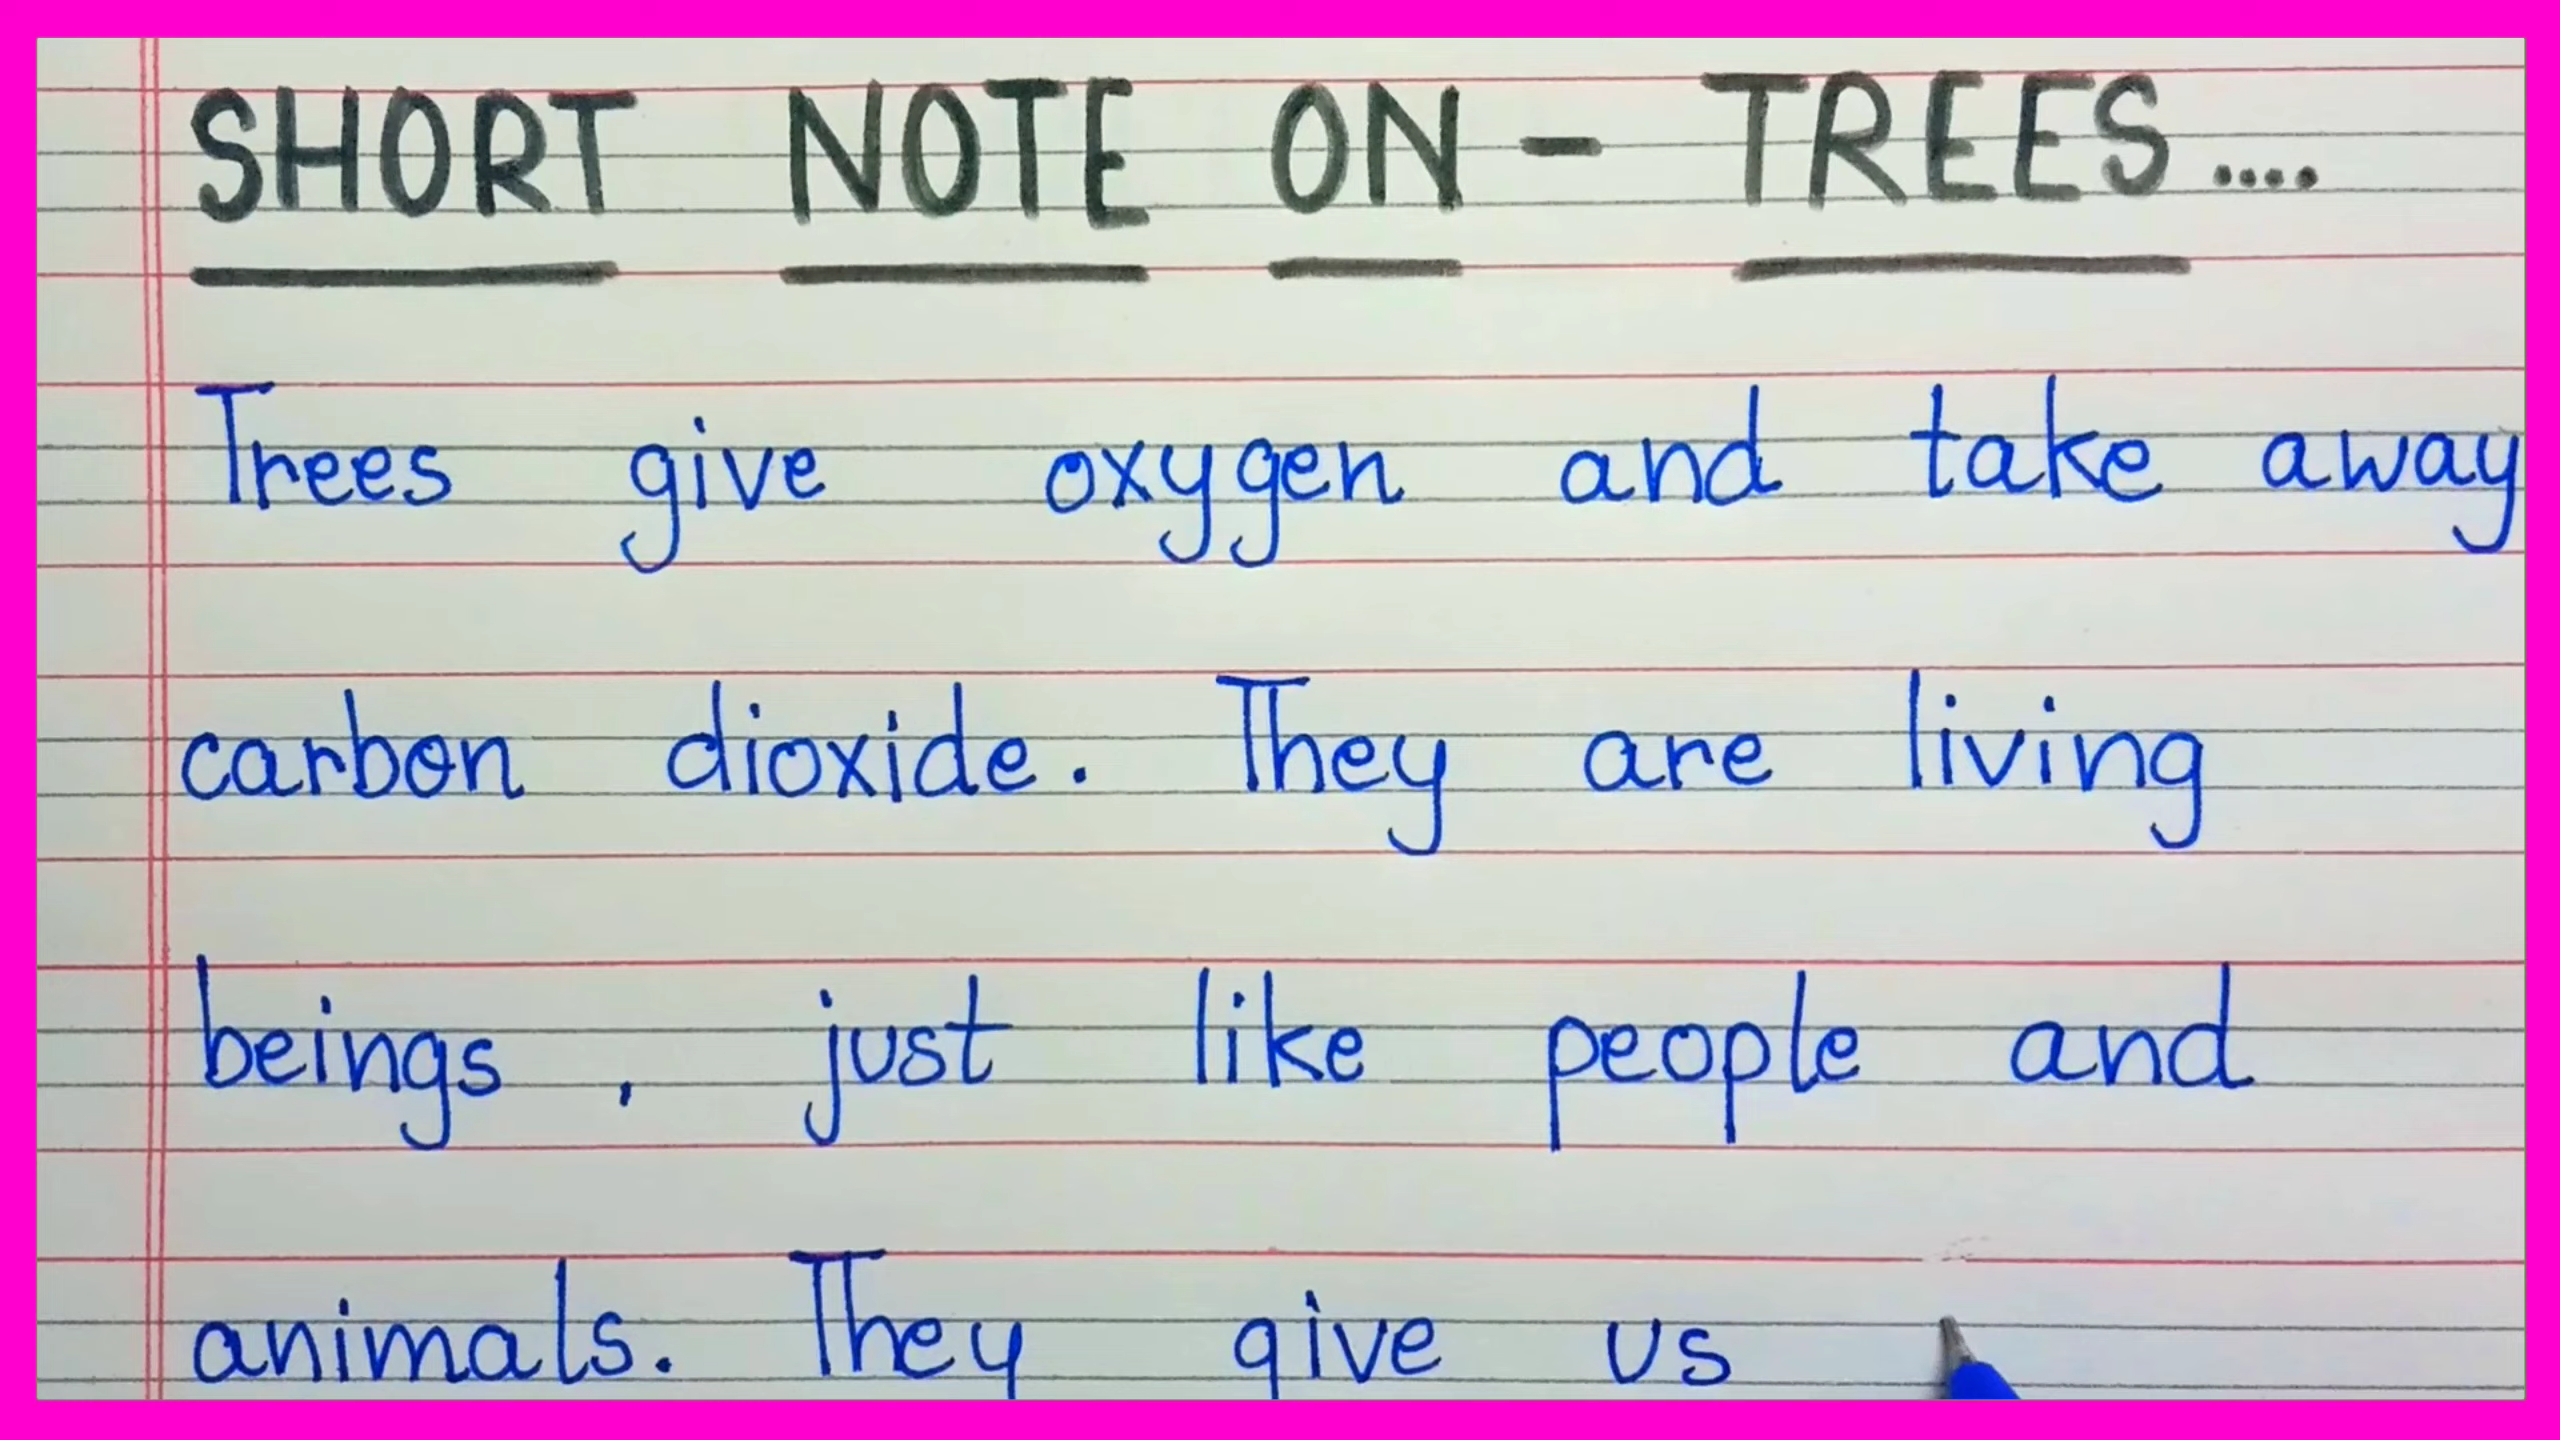 SHORT NOTE ON - TREES....
Trees give oxygen and take away
carbon dioxide. They are living
beings , just like people and
animals. They give us